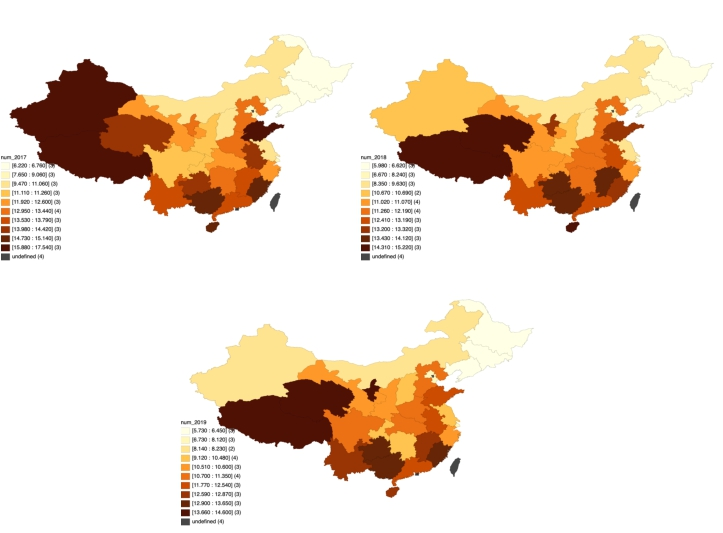 num_2017
[6.220 : 6.760] (3)
[7.650 : 9.060] (3)
[9.470 : 11.060] (3)
[11.110 : 11.260] (3)
[11.920 : 12.600] (3)
[12.950 : 13.440] (4)
[13.530 : 13.790] (3)
[13.980 : 14.420] (3)
[14.730 : 15.140] (3)
[15.880 : 17.540] (3)
undefined (4)
num_2018
[5.980 : 6.620] (3)
[6.670 : 8.240] (3)
[8.350 : 9.630] (3)
[10.670 : 10.690] (2)
[11.020 : 11.070] (4)
[11.260 : 12.190] (4)
[12.410 : 13.190] (3)
[13.200 : 13.320] (3)
[13.430 : 14.120] (3)
[14.310 : 15.220] (3)
undefined (4)
num_2019
[5.730 : 6.450] (3)
[6.730 : 8.120] (3)
[8.140 : 8.230] (2)
[9.120 : 10.480] (4)
[10.510 : 10.600] (3)
[10.700 : 11.350] (4)
[11.770 : 12.540] (3)
[12.590 : 12.870] (3)
[12.900 : 13.650] (3)
[13.660 : 14.600] (3)
undefined (4)